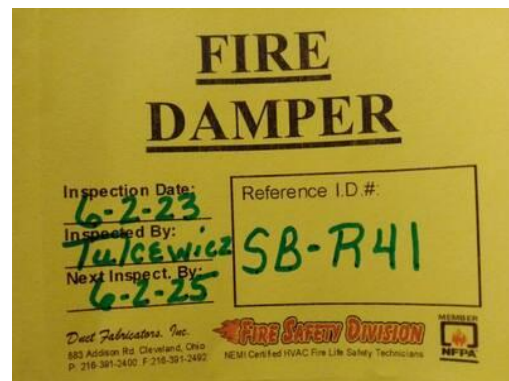 FIRE
DAMPER
Inspection Date:
6-2-23
Inspected By:
Tulcewicz
Next Inspect. By:
6-2-25
Reference I.D.#:
SB-R41
Duct Fabricators, Inc.
883 Addison Rd. Cleveland, Ohio
P: 216-391-2400 F:216-391-2492
FIRE SAFETY DIVISION
NEMI Certified HVAC Fire Life Safety Technicians
MEMBER
NFPA